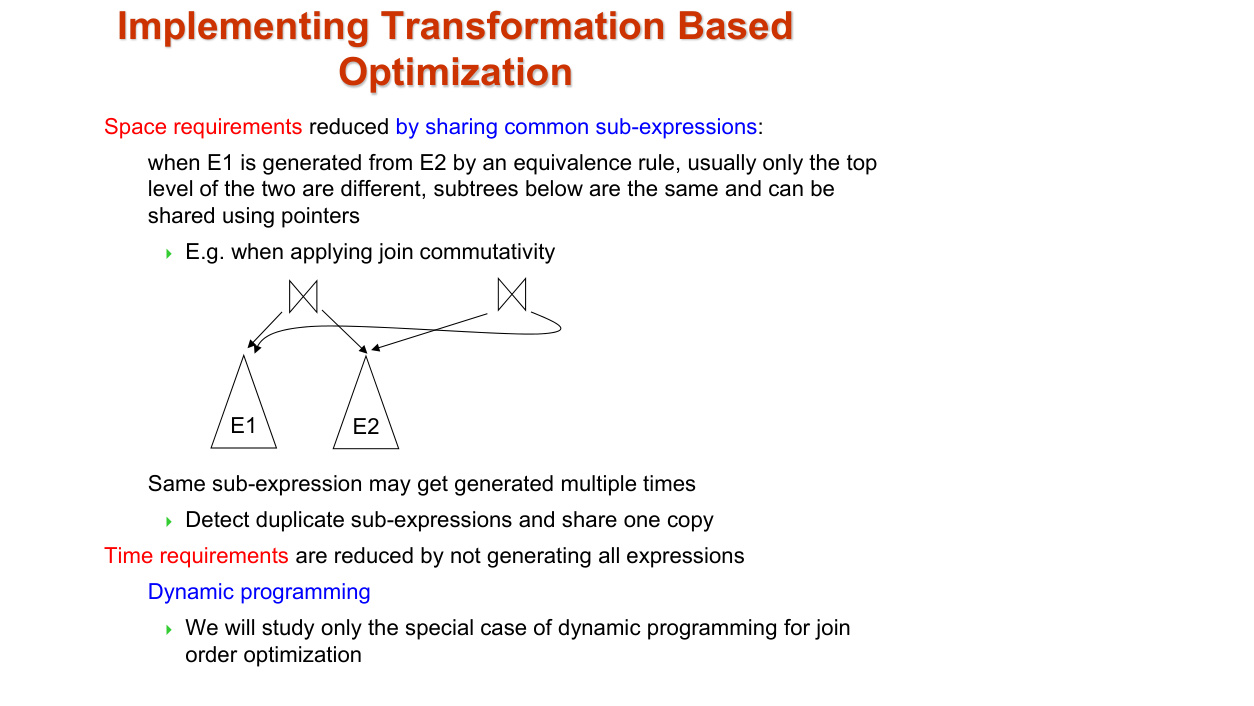 Implementing Transformation Based
Optimization
Space requirements reduced by sharing common sub-expressions:
when E1 is generated from E2 by an equivalence rule, usually only the top
level of the two are different, subtrees below are the same and can be
shared using pointers
E.g. when applying join commutativity
E1
E2
Same sub-expression may get generated multiple times
Detect duplicate sub-expressions and share one copy
Time requirements are reduced by not generating all expressions
Dynamic programming
We will study only the special case of dynamic programming for join
order optimization